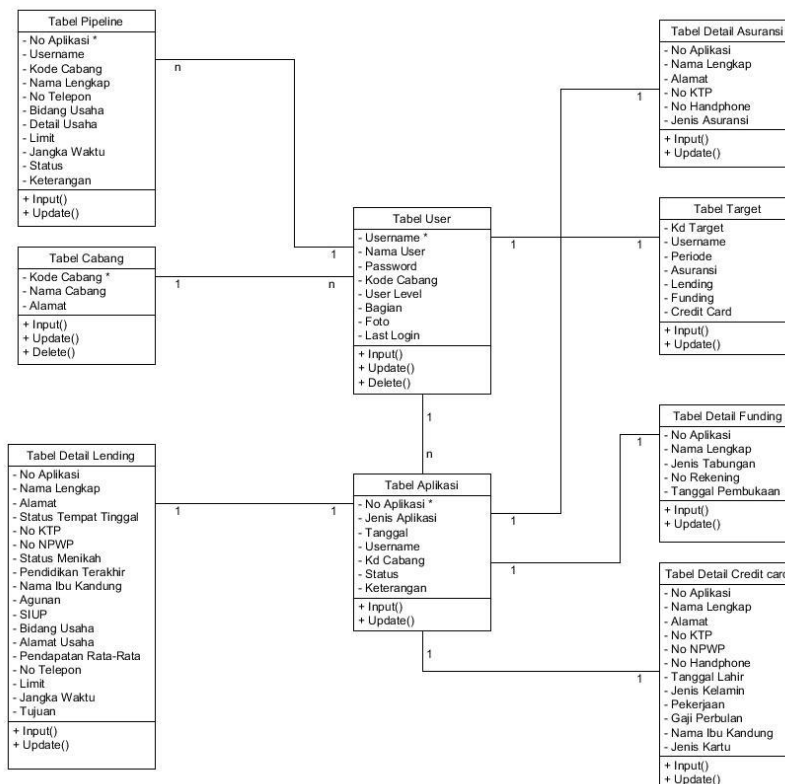 Tabel Pipeline
- No Aplikasi *
- Username
- Kode Cabang
- Nama Lengkap
- No Telepon
- Bidang Usaha
- Detail Usaha
- Limit
- Jangka Waktu
- Status
- Keterangan
+ Input()
+ Update()
n
1
Tabel Cabang
- Kode Cabang *
- Nama Cabang
- Alamat
+ Input()
+ Update()
+ Delete()
1
n
Tabel User
- Username *
- Nama User
- Password
- Kode Cabang
- User Level
- Bagian
- Foto
- Last Login
+ Input()
+ Update()
+ Delete()
1
n
1
1
Tabel Detail Lending
- No Aplikasi
- Nama Lengkap
- Alamat
- Status Tempat Tinggal
- No KTP
- No NPWP
- Status Menikah
- Pendidikan Terakhir
- Nama Ibu Kandung
- Agunan
- SIUP
- Bidang Usaha
- Alamat Usaha
- Pendapatan Rata-Rata
- No Telepon
- Limit
- Jangka Waktu
- Tujuan
+ Input()
+ Update()
1
1
Tabel Aplikasi
- No Aplikasi *
- Jenis Aplikasi
- Tanggal
- Username
- Kd Cabang
- Status
- Keterangan
+ Input()
+ Update()
1
1
1
1
1
1
Tabel Detail Asuransi
- No Aplikasi
- Nama Lengkap
- Alamat
- No KTP
- No Handphone
- Jenis Asuransi
+ Input()
+ Update()
Tabel Target
- Kd Target
- Username
- Periode
- Asuransi
- Lending
- Funding
- Credit Card
+ Input()
+ Update()
Tabel Detail Funding
- No Aplikasi
- Nama Lengkap
- Jenis Tabungan
- No Rekening
- Tanggal Pembukaan
+ Input()
+ Update()
Tabel Detail Credit card
- No Aplikasi
- Nama Lengkap
- Alamat
- No KTP
- No NPWP
- No Handphone
- Tanggal Lahir
- Jenis Kelamin
- Pekerjaan
- Gaji Perbulan
- Nama Ibu Kandung
- Jenis Kartu
+ Input()
+ Update()